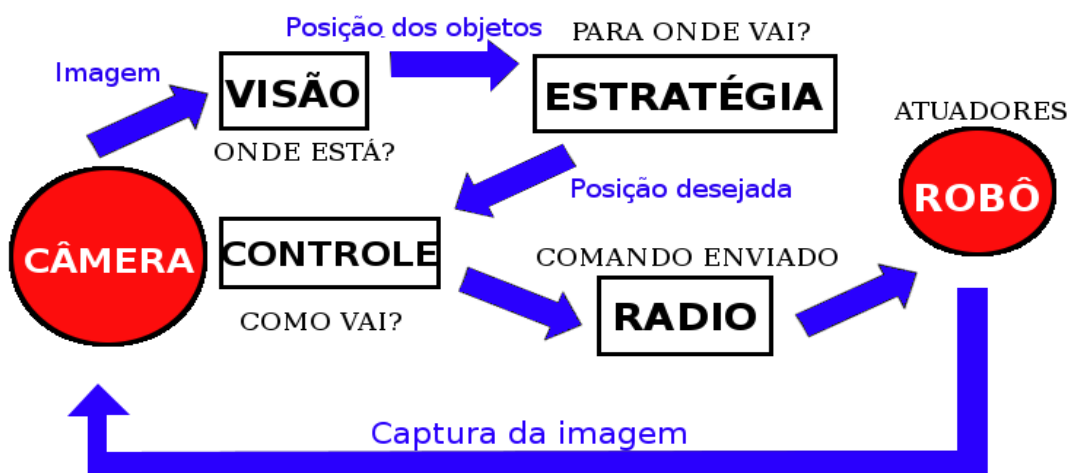 Posição dos objetos
PARA ONDE VAI?
Imagem
VISÃO
ESTRATÉGIA
ATUADORES
ONDE ESTÁ?
Posição desejada
ROBÔ
CÂMERA
CONTROLE
COMANDO ENVIADO
RADIO
COMO VAI?
Captura da imagem